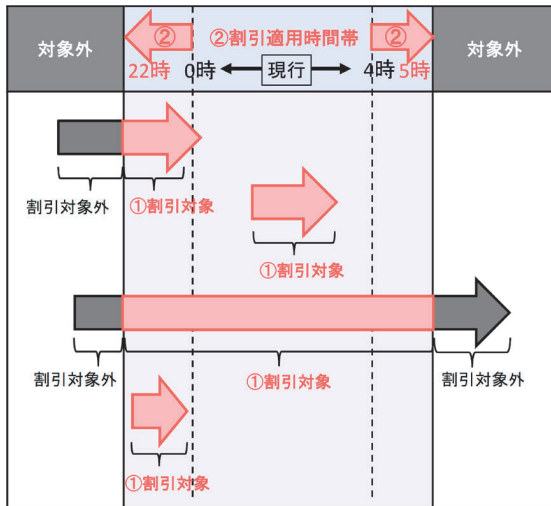 対象外
②
②割引適用時間帯
②
対象外
22時
0時
現行
4時
5時
割引対象外
①割引対象
①割引対象
割引対象外
①割引対象
割引対象外
①割引対象